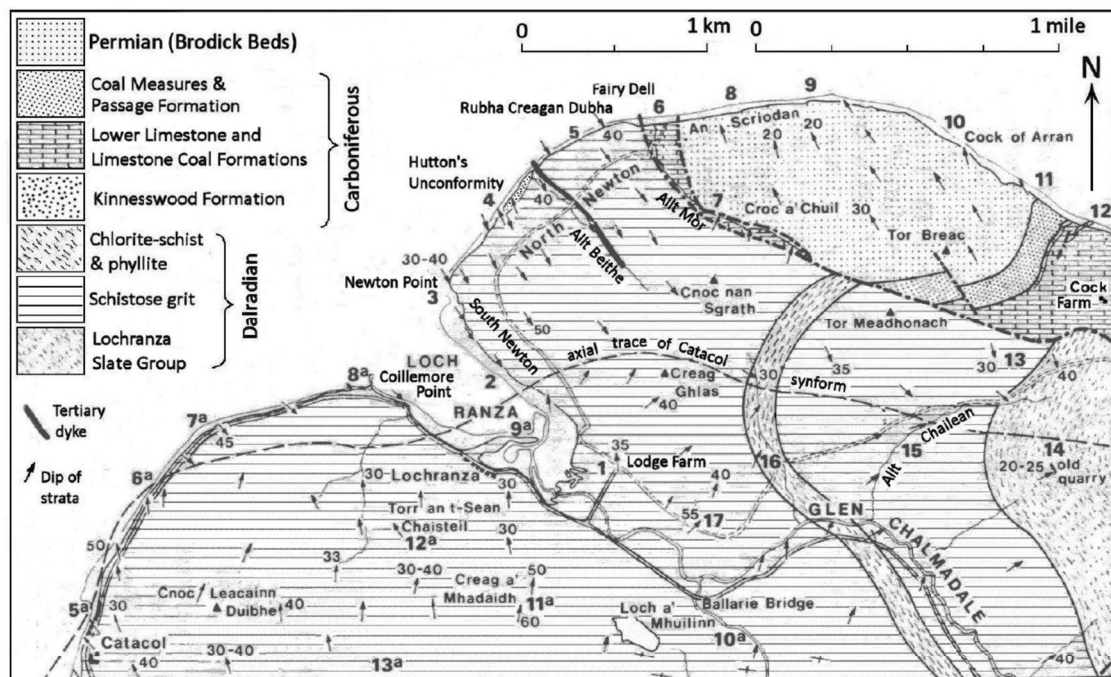 Permian (Brodick Beds)
Coal Measures &
Passage Formation
Lower Limestone and
Limestone Coal Formations
Kinnesswood Formation
Carboniferous
Chlorite-schist
& phyllite
Schistose grit
Lochranza
Slate Group
Dalradian
Tertiary
dyke
Dip of
strata
0
1 km
0
1 mile
N
Fairy Dell
Rubha Creagan Dubha
6
8
9
5
40
An
Scriodan
20
20
10
Cock of Arran
Hutton's
Unconformity
4
40
North Newton
Allt Mòr
7
Croc a' Chuil
30
11
12
Allt Beithe
Tor Breac
30-40
Newton Point
3
Cnoc nan
Sgrath
Cock
Farm
South Newton
50
Tor Meadhonach
axial trace of Catacol
synform
13
LOCH
RANZA
Coillemore
Point
8a
2
Creag
Ghlas
40
30
35
30
40
7a
45
9a
Allt Chailean
6a
35
1
Lodge Farm
40
16
15
14
20-25
old
quarry
30
Lochranza
30
Torr an t-Sean
Chaisteil
12a
30
55
17
GLEN
CHALMADALE
50
33
30-40
Creag a'
Mhadaidh
50
5a
30
Cnoc Leacainn
Duibhe
40
11a
60
Loch a'
Mhuilinn
Ballarie Bridge
10a
Catacol
40
30-40
13a
40